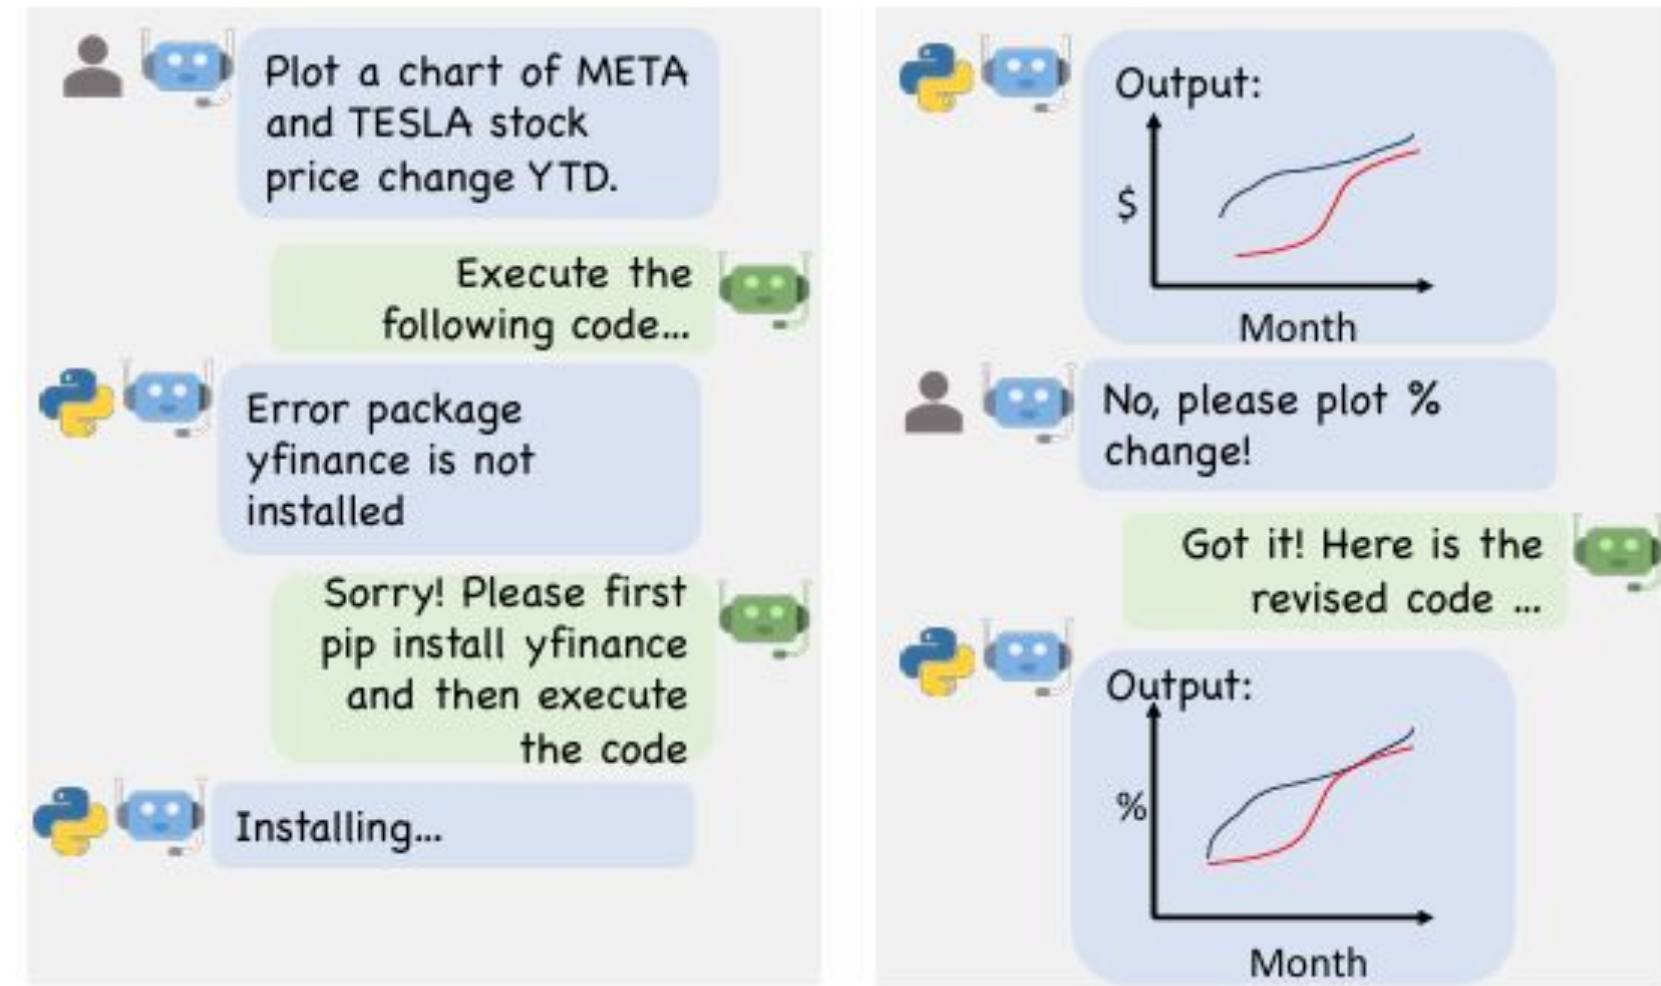 Plot a chart of META
and TESLA stock
price change YTD.
Execute the
following code...
Error package
yfinance is not
installed
Sorry! Please first
pip install yfinance
and then execute
the code
Installing...
Output:
$
Month
No, please plot %
change!
Got it! Here is the
revised code ...
Output:
%
Month